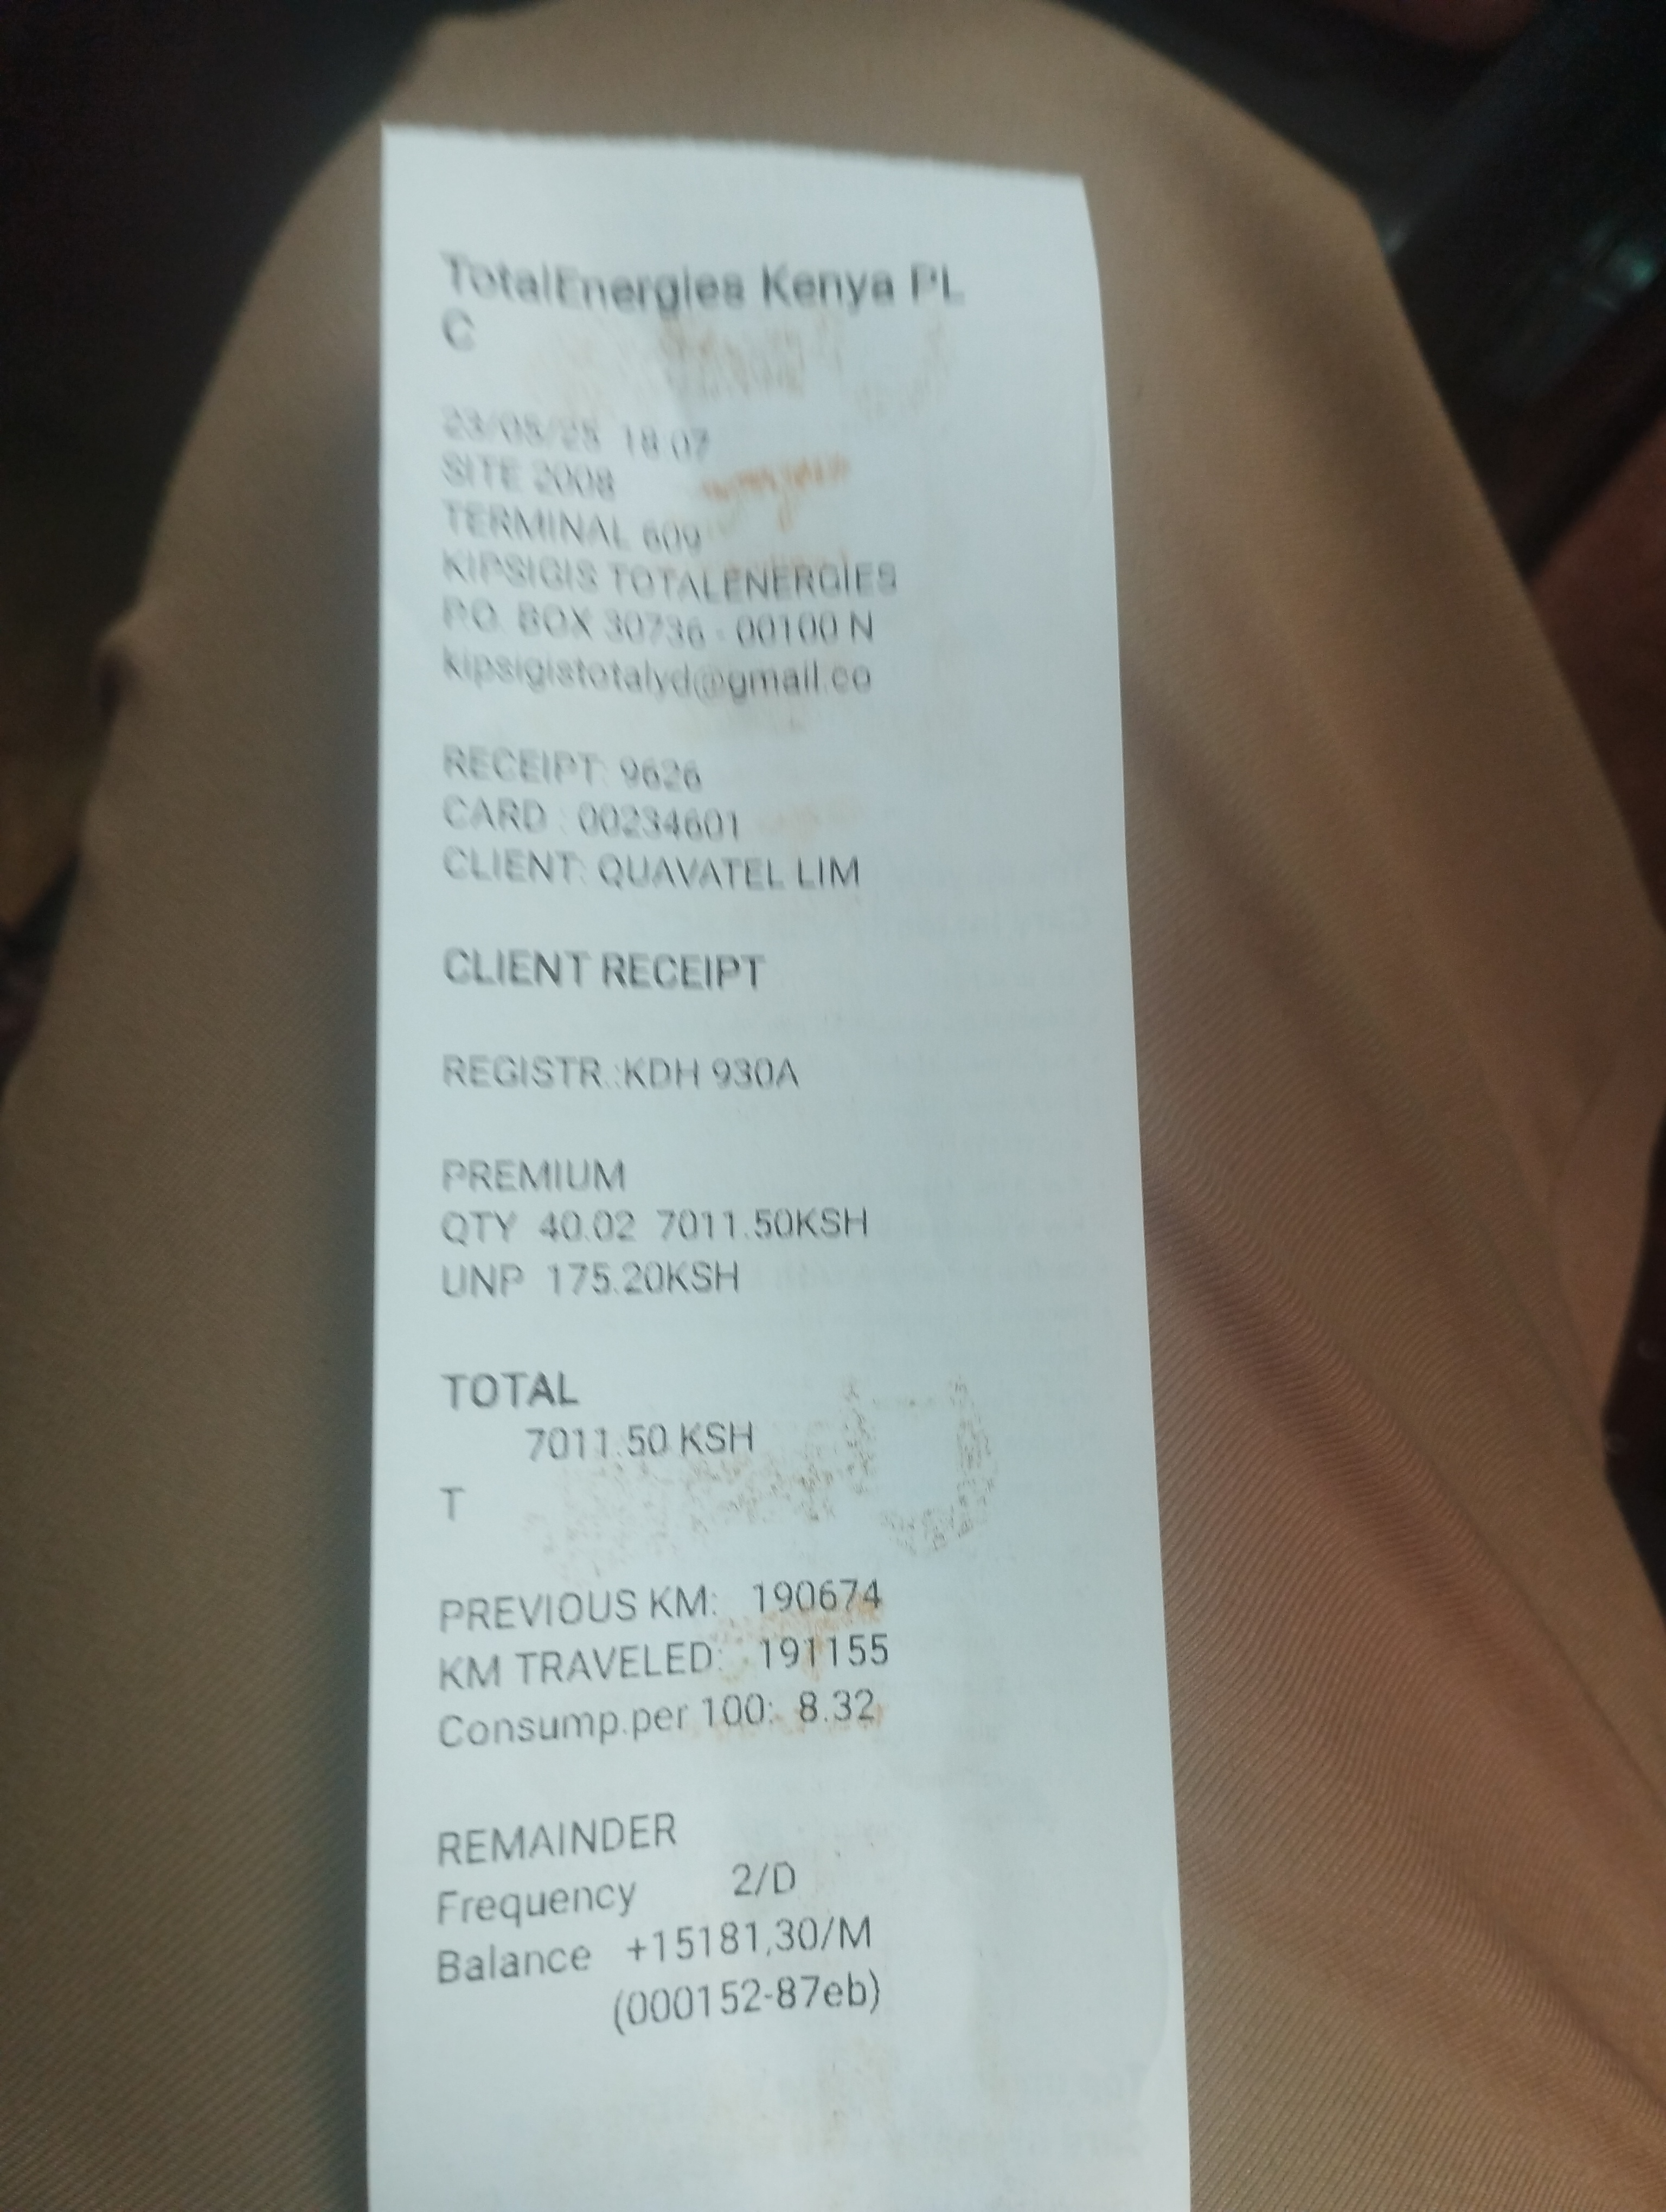 TotalEnergies Kenya PL
C
23/05/25 18:07
SITE 2008
TERMINAL 609
KIPSIGIS TOTALENERGIES
P.O. BOX 30736 - 00100 N
kipsigistotalyd@gmail.co
RECEIPT: 9626
CARD : 00234601
CLIENT: QUAVATEL LIM
CLIENT RECEIPT
REGISTR.:KDH 930A
PREMIUM
QTY 40.02 7011.50KSH
UNP 175.20KSH
TOTAL
7011.50 KSH
T
PREVIOUS KM: 190674
KM TRAVELED: 191155
Consump.per 100: 8.32
REMAINDER
Frequency 2/D
Balance +15181,30/M
(000152-87eb)